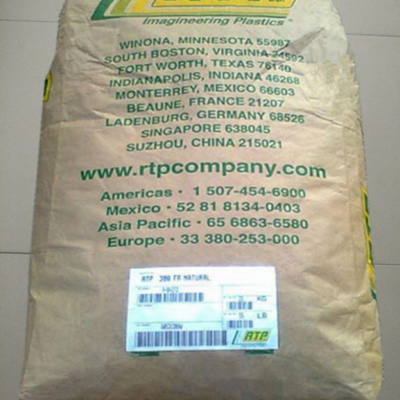 Imagineering Plastics
WINONA, MINNESOTA 55987
SOUTH BOSTON, VIRGINIA 24592
FORT WORTH, TEXAS 76140
INDIANAPOLIS, INDIANA 46268
MONTERREY, MEXICO 66603
BEAUNE, FRANCE 21207
LADENBURG, GERMANY 68526
SINGAPORE 638045
SUZHOU, CHINA 215021
www.rtpcompany.com
Americas • 1 507-454-6900
Mexico • 52 81 8134-0403
Asia Pacific • 65 6863-6580
Europe • 33 380-253-000
RTP 300 FR NATURAL
KG
LB
RTP